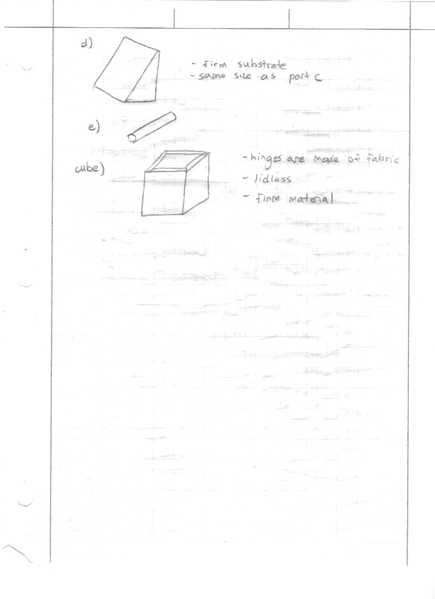 d)
- firm substrate
- same size as part c
e)
cube)
- hinges are made of fabric
- lidless
- firm material